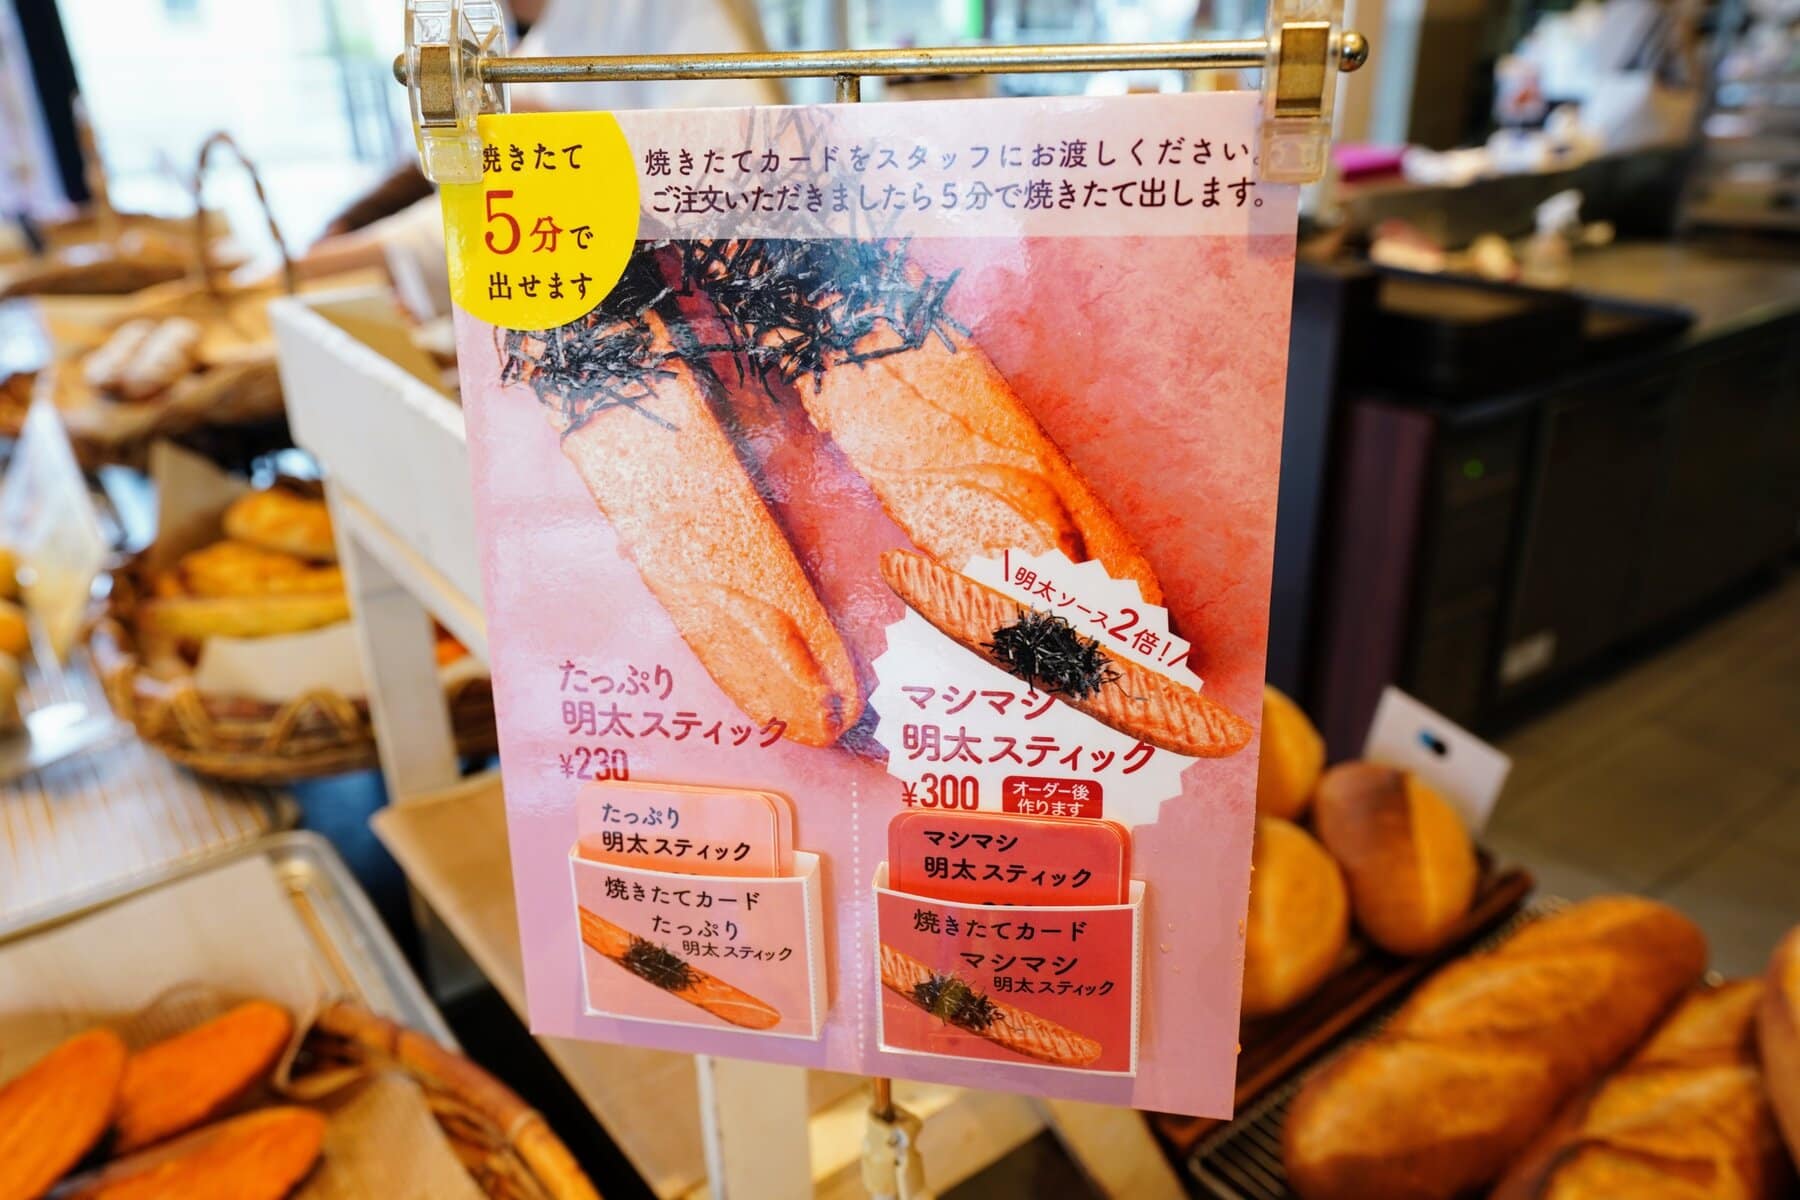 焼きたて
5分で
出せます
焼きたてカードをスタッフにお渡しください。
ご注文いただきましたら5分で焼きたて出します。
明太ソース2倍!
たっぷり
明太スティック
¥230
マシマシ
明太スティック
¥300
オーダー後
作ります
たっぷり
明太スティック
焼きたてカード
たっぷり
明太スティック
マシマシ
明太スティック
焼きたてカード
マシマシ
明太スティック